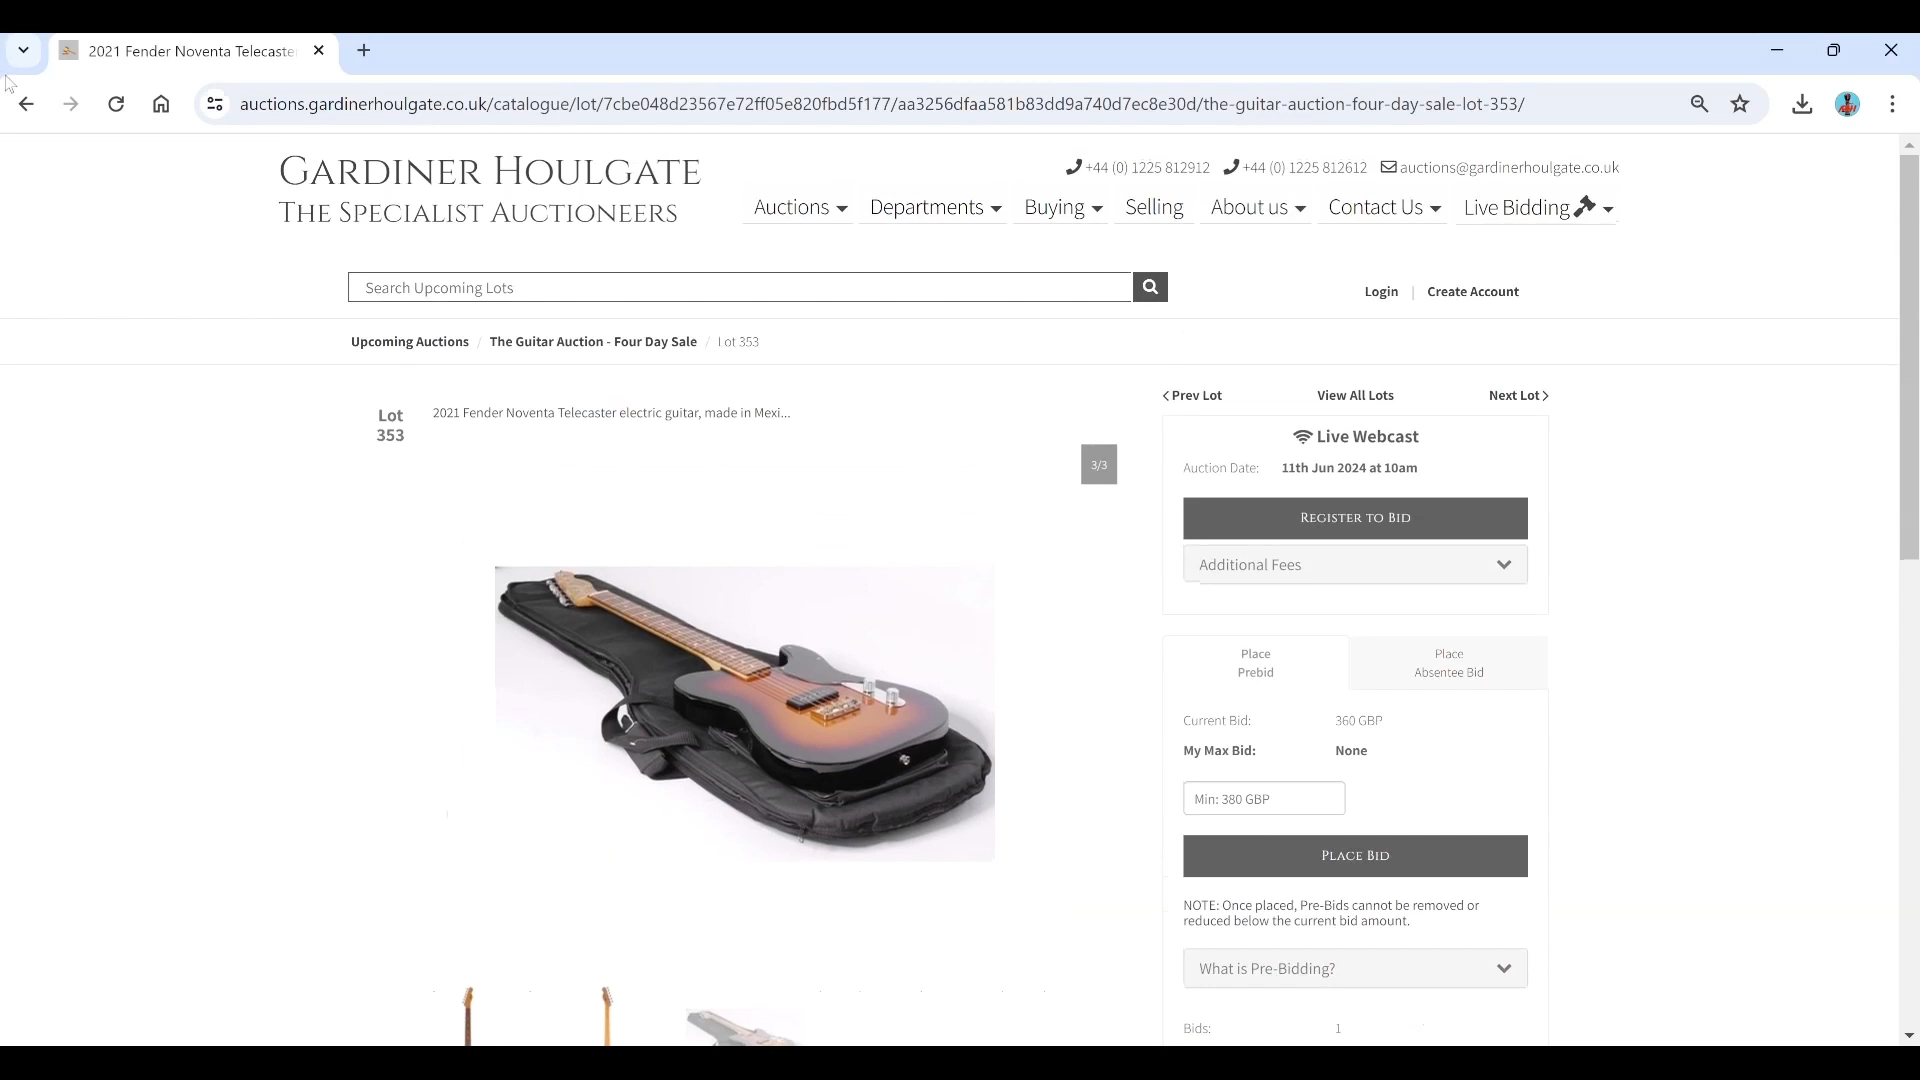 2021 Fender Noventa Telecaste
auctions.gardinerhoulgate.co.uk/catalogue/lot/7cbe048d23567e72ff05e820fbd5f177/aa3256dfaa581b83dd9a740d7ec8e30d/the-guitar-auction-four-day-sale-lot-353/
GARDINER HOULGATE
THE SPECIALIST AUCTIONEERS
+44 (0) 1225 812912 +44 (0) 1225 812612 auctions@gardinerhoulgate.co.uk
Auctions Departments Buying Selling About us Contact Us Live Bidding
Search Upcoming Lots
Login | Create Account
Upcoming Auctions / The Guitar Auction - Four Day Sale / Lot 353
Lot
353
2021 Fender Noventa Telecaster electric guitar, made in Mexi...
3/3
Prev Lot View All Lots Next Lot
Live Webcast
Auction Date: 11th Jun 2024 at 10am
REGISTER TO BID
Additional Fees
Place
Prebid
Place
Absentee Bid
Current Bid: 360 GBP
My Max Bid: None
Min: 380 GBP
PLACE BID
NOTE: Once placed, Pre-Bids cannot be removed or
reduced below the current bid amount.
What is Pre-Bidding?
Bids: 1